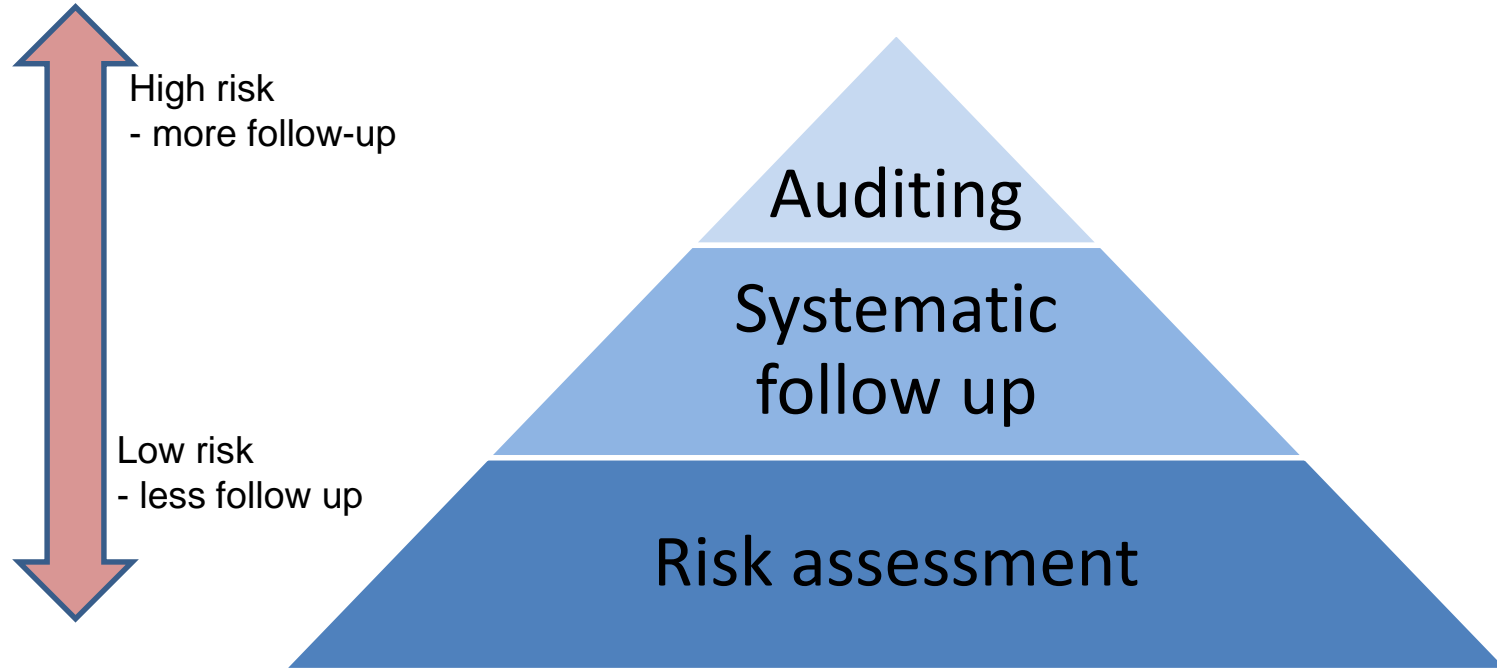 High risk
- more follow-up
Auditing
Systematic
follow up
Low risk
- less follow up
Risk assessment